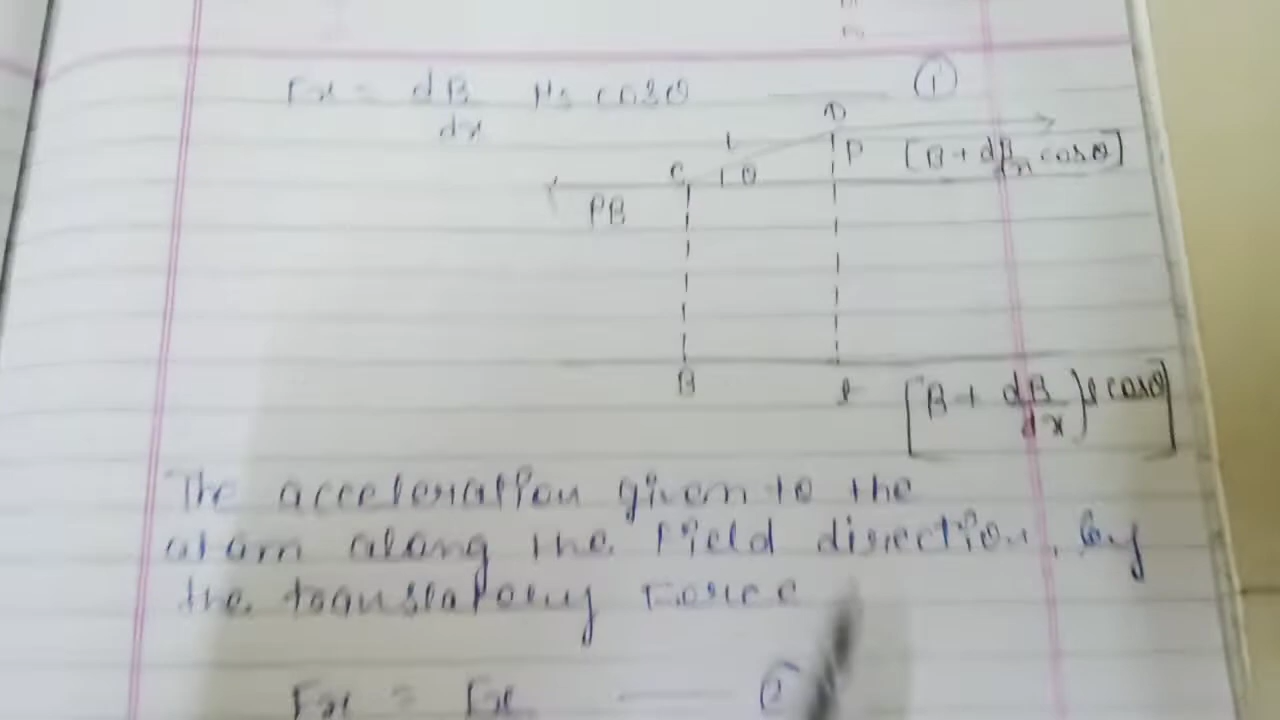 Fx = dB/dx μs cosθ ——— ①
D
L
P [B + dB/x cosθ]
C θ
PB
B
[B + dB/dx] l cosθ]
The acceleration given to the
atom along the field direction, by
the translatory Force
Fx = Fx —— ②